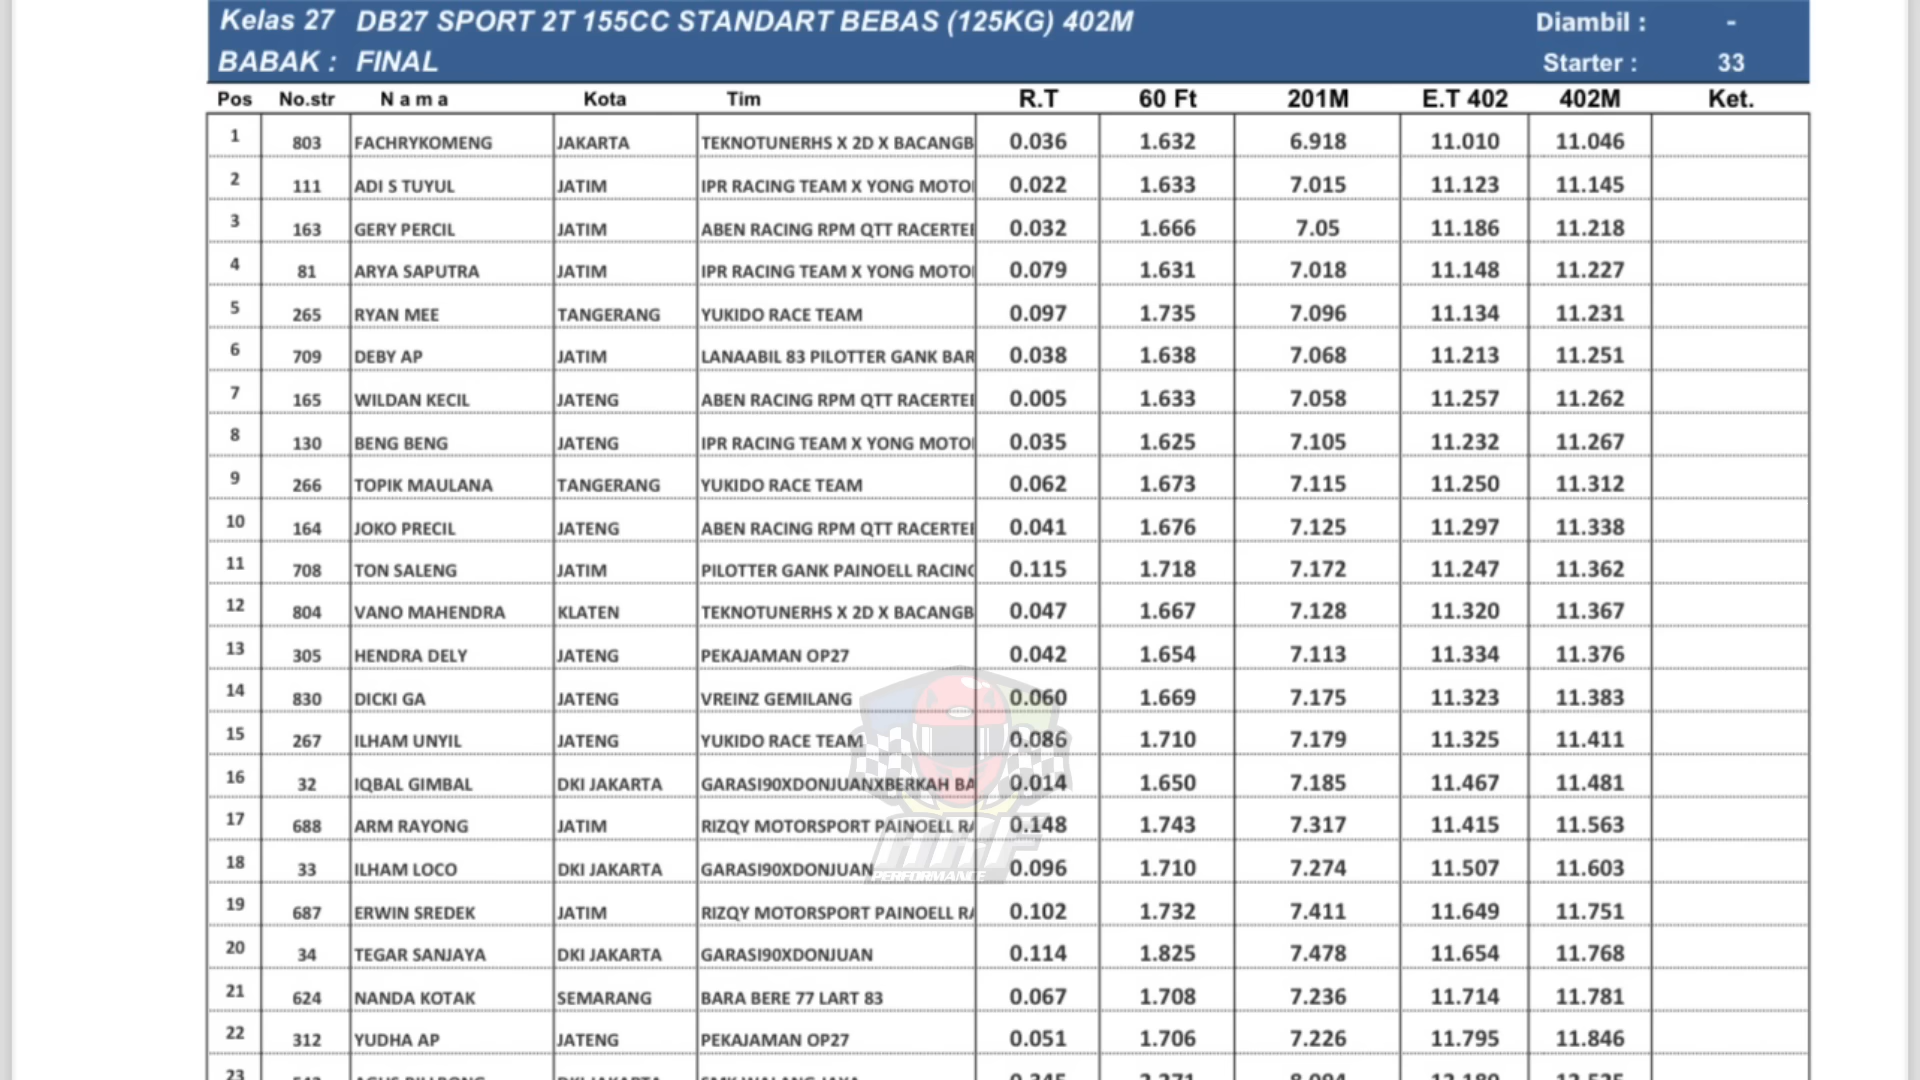 Kelas 27 DB27 SPORT 2T 155CC STANDART BEBAS (125KG) 402M Diambil : -
BABAK : FINAL Starter : 33
Pos No.str N a m a Kota Tim R.T 60 Ft 201M E.T 402 402M Ket.
1 803 FACHRYKOMENG JAKARTA TEKNOTUNERHS X 2D X BACANGB 0.036 1.632 6.918 11.010 11.046
2 111 ADI S TUYUL JATIM IPR RACING TEAM X YONG MOTO 0.022 1.633 7.015 11.123 11.145
3 163 GERY PERCIL JATIM ABEN RACING RPM QTT RACERTE 0.032 1.666 7.05 11.186 11.218
4 81 ARYA SAPUTRA JATIM IPR RACING TEAM X YONG MOTO 0.079 1.631 7.018 11.148 11.227
5 265 RYAN MEE TANGERANG YUKIDO RACE TEAM 0.097 1.735 7.096 11.134 11.231
6 709 DEBY AP JATIM LANAABIL 83 PILOTTER GANK BAR 0.038 1.638 7.068 11.213 11.251
7 165 WILDAN KECIL JATENG ABEN RACING RPM QTT RACERTE 0.005 1.633 7.058 11.257 11.262
8 130 BENG BENG JATENG IPR RACING TEAM X YONG MOTO 0.035 1.625 7.105 11.232 11.267
9 266 TOPIK MAULANA TANGERANG YUKIDO RACE TEAM 0.062 1.673 7.115 11.250 11.312
10 164 JOKO PRECIL JATENG ABEN RACING RPM QTT RACERTE 0.041 1.676 7.125 11.297 11.338
11 708 TON SALENG JATIM PILOTTER GANK PAINOELL RACING 0.115 1.718 7.172 11.247 11.362
12 804 VANO MAHENDRA KLATEN TEKNOTUNERHS X 2D X BACANGB 0.047 1.667 7.128 11.320 11.367
13 305 HENDRA DELY JATENG PEKAJAMAN OP27 0.042 1.654 7.113 11.334 11.376
14 830 DICKI GA JATENG VREINZ GEMILANG 0.060 1.669 7.175 11.323 11.383
15 267 ILHAM UNYIL JATENG YUKIDO RACE TEAM 0.086 1.710 7.179 11.325 11.411
16 32 IQBAL GIMBAL DKI JAKARTA GARASI90XDONJUANXBERKAH BA 0.014 1.650 7.185 11.467 11.481
17 688 ARM RAYONG JATIM RIZQY MOTORSPORT PAINOELL RA 0.148 1.743 7.317 11.415 11.563
18 33 ILHAM LOCO DKI JAKARTA GARASI90XDONJUAN 0.096 1.710 7.274 11.507 11.603
PERFORMANCE
19 687 ERWIN SREDEK JATIM RIZQY MOTORSPORT PAINOELL RA 0.102 1.732 7.411 11.649 11.751
20 34 TEGAR SANJAYA DKI JAKARTA GARASI90XDONJUAN 0.114 1.825 7.478 11.654 11.768
21 624 NANDA KOTAK SEMARANG BARA BERE 77 LART 83 0.067 1.708 7.236 11.714 11.781
22 312 YUDHA AP JATENG PEKAJAMAN OP27 0.051 1.706 7.226 11.795 11.846
23